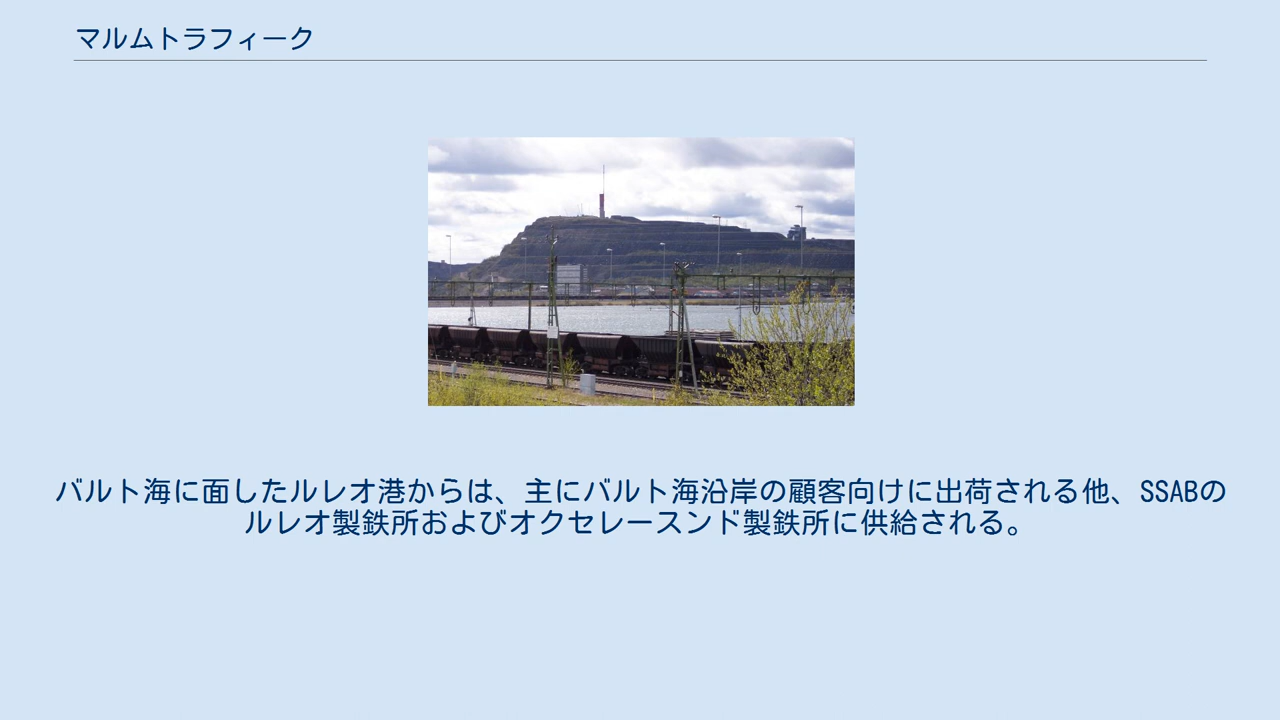 マルムトラフィーク
バルト海に面したルレオ港からは、主にバルト海沿岸の顧客向けに出荷される他、SSABの
ルレオ製鉄所およびオクセレースンド製鉄所に供給される。